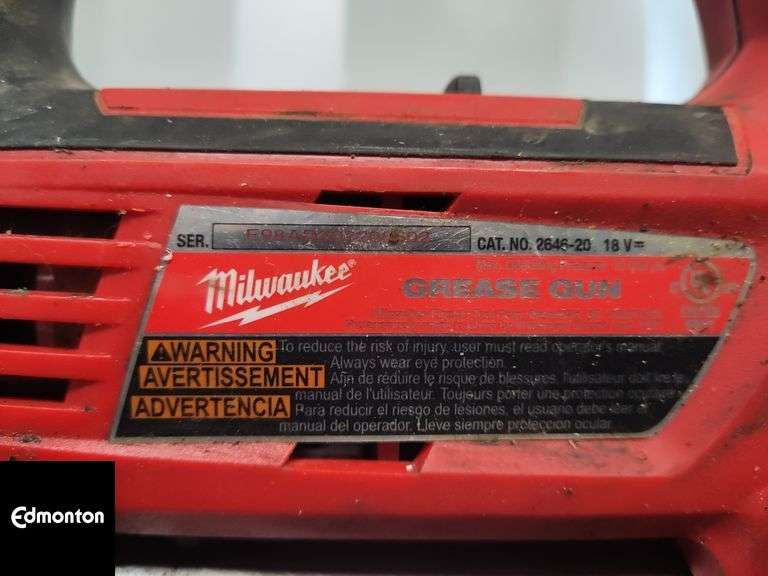 SER.
CAT. NO. 2646-20 18 V
Milwaukee®
GREASE GUN
WARNING To reduce the risk of injury, user must read operator's manual.
Always wear eye protection.
AVERTISSEMENT Afin de réduire le risque de blessures, l'utilisateur doit lire le
manuel de l'utilisateur. Toujours porter une protection
ADVERTENCIA Para reducir el riesgo de lesiones, el usuario debe leer el
manual del operador. Lleve siempre protección ocular.
Edmonton